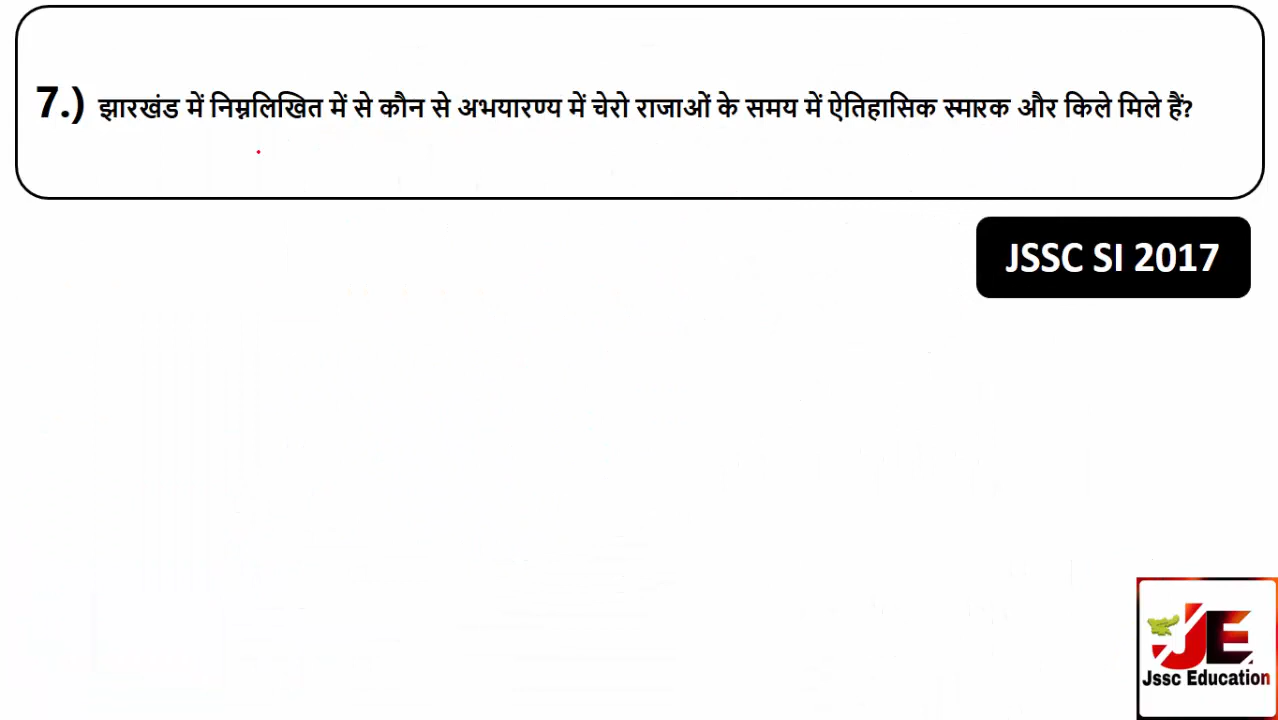 7.) झारखंड में निम्नलिखित में से कौन से अभयारण्य में चेरो राजाओं के समय में ऐतिहासिक स्मारक और किले मिले हैं?
JSSC SI 2017
JE
Jssc Education